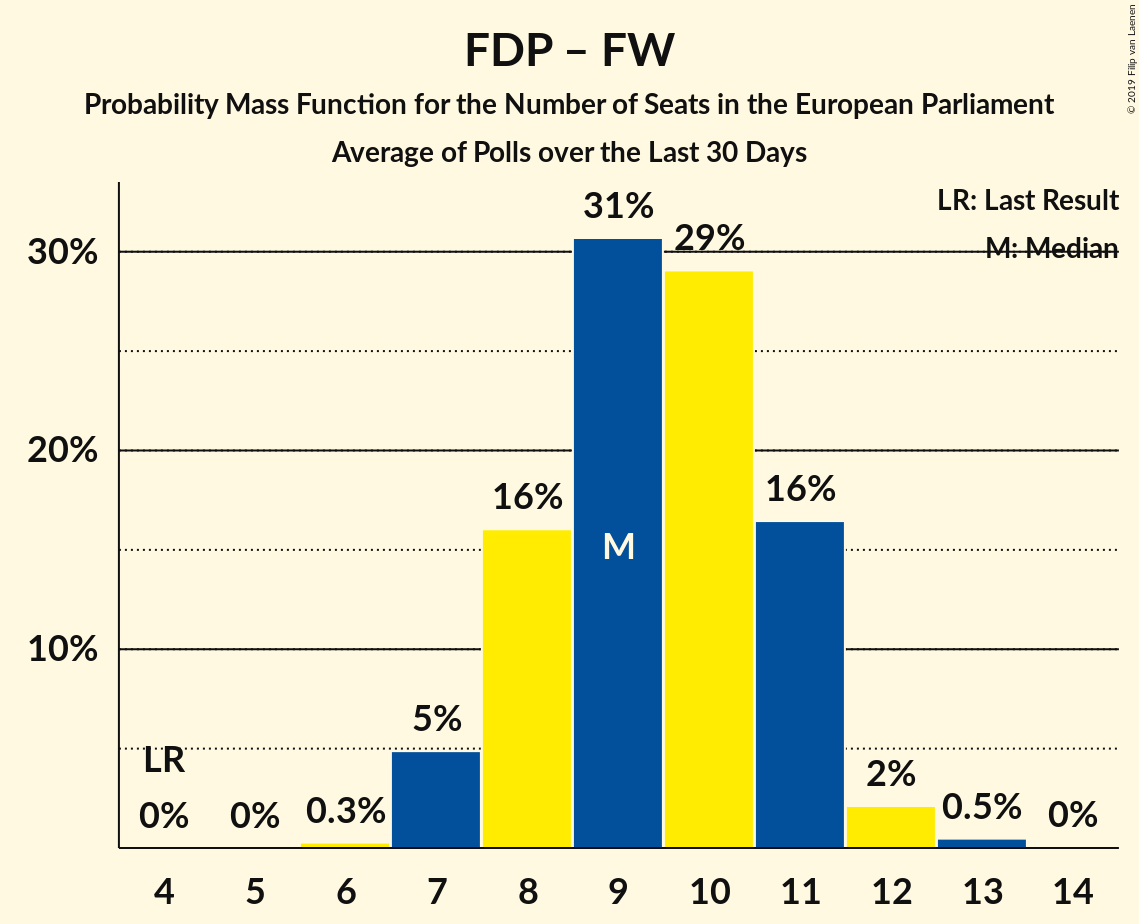 FDP – FW
Probability Mass Function for the Number of Seats in the European Parliament
Average of Polls over the Last 30 Days
© 2019 Filip van Laenen
LR: Last Result
M: Median
30%
20%
10%
LR
0%
0%
0.3%
5%
16%
31%
M
29%
16%
2%
0.5%
0%
4 5 6 7 8 9 10 11 12 13 14